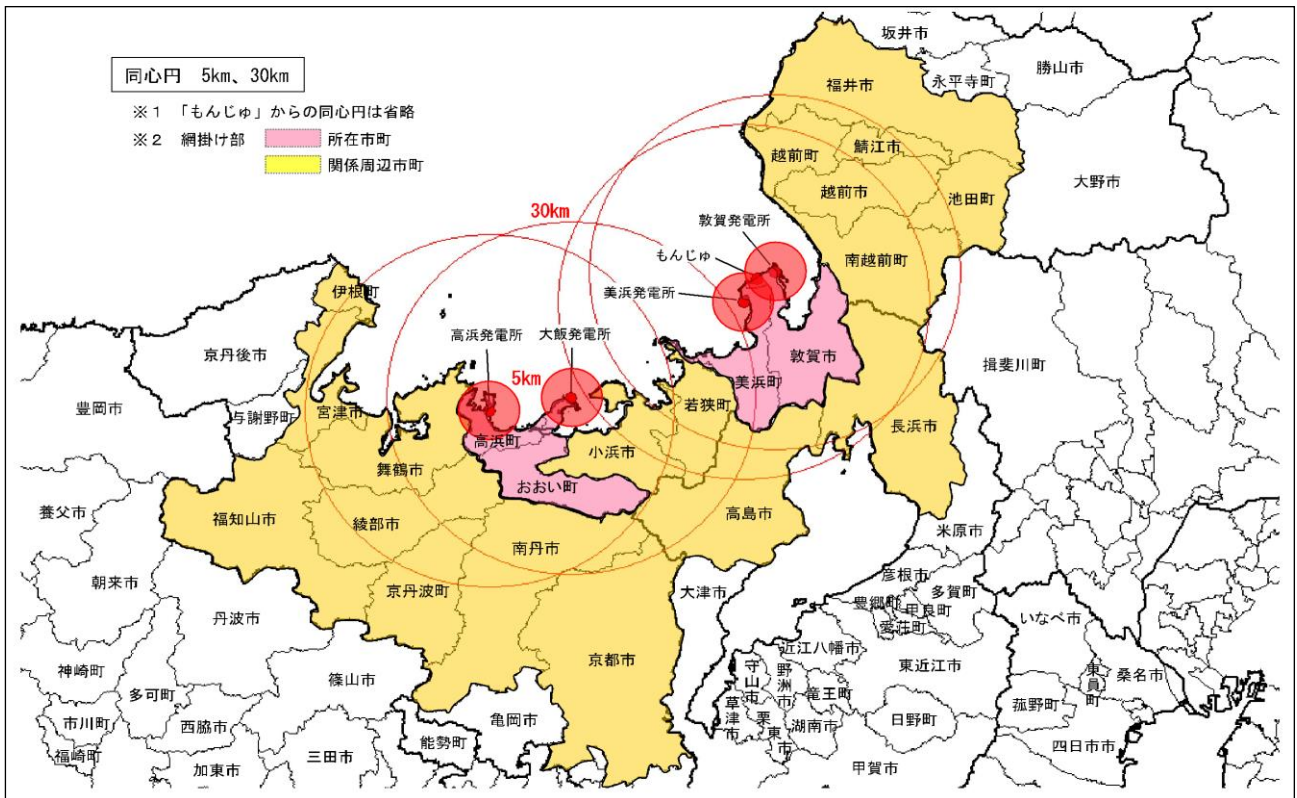 同心円 5km、30km
※1 「もんじゅ」からの同心円は省略
※2 網掛け部 所在市町
関係周辺市町
坂井市
永平寺町
勝山市
福井市
越前町
鯖江市
越前市
池田町
大野市
南越前町
30km
敦賀発電所
もんじゅ
美浜発電所
高浜発電所
大飯発電所
5km
伊根町
京丹後市
豊岡市
与謝野町
宮津市
舞鶴市
高浜町
おおい町
小浜市
若狭町
美浜町
敦賀市
揖斐川町
長浜市
高島市
福知山市
綾部市
南丹市
養父市
朝来市
京丹波町
丹波市
京都市
大津市
米原市
彦根市
多賀町
豊郷町
甲良町
愛荘町
いなべ市
近江八幡市
東近江市
守山市
野洲市
竜王町
草津市
栗東市
湖南市
日野町
甲賀市
東員町
桑名市
菰野町
四日市市
神崎町
多可町
篠山市
市川町
西脇市
福崎町
加東市
三田市
能勢町
亀岡市